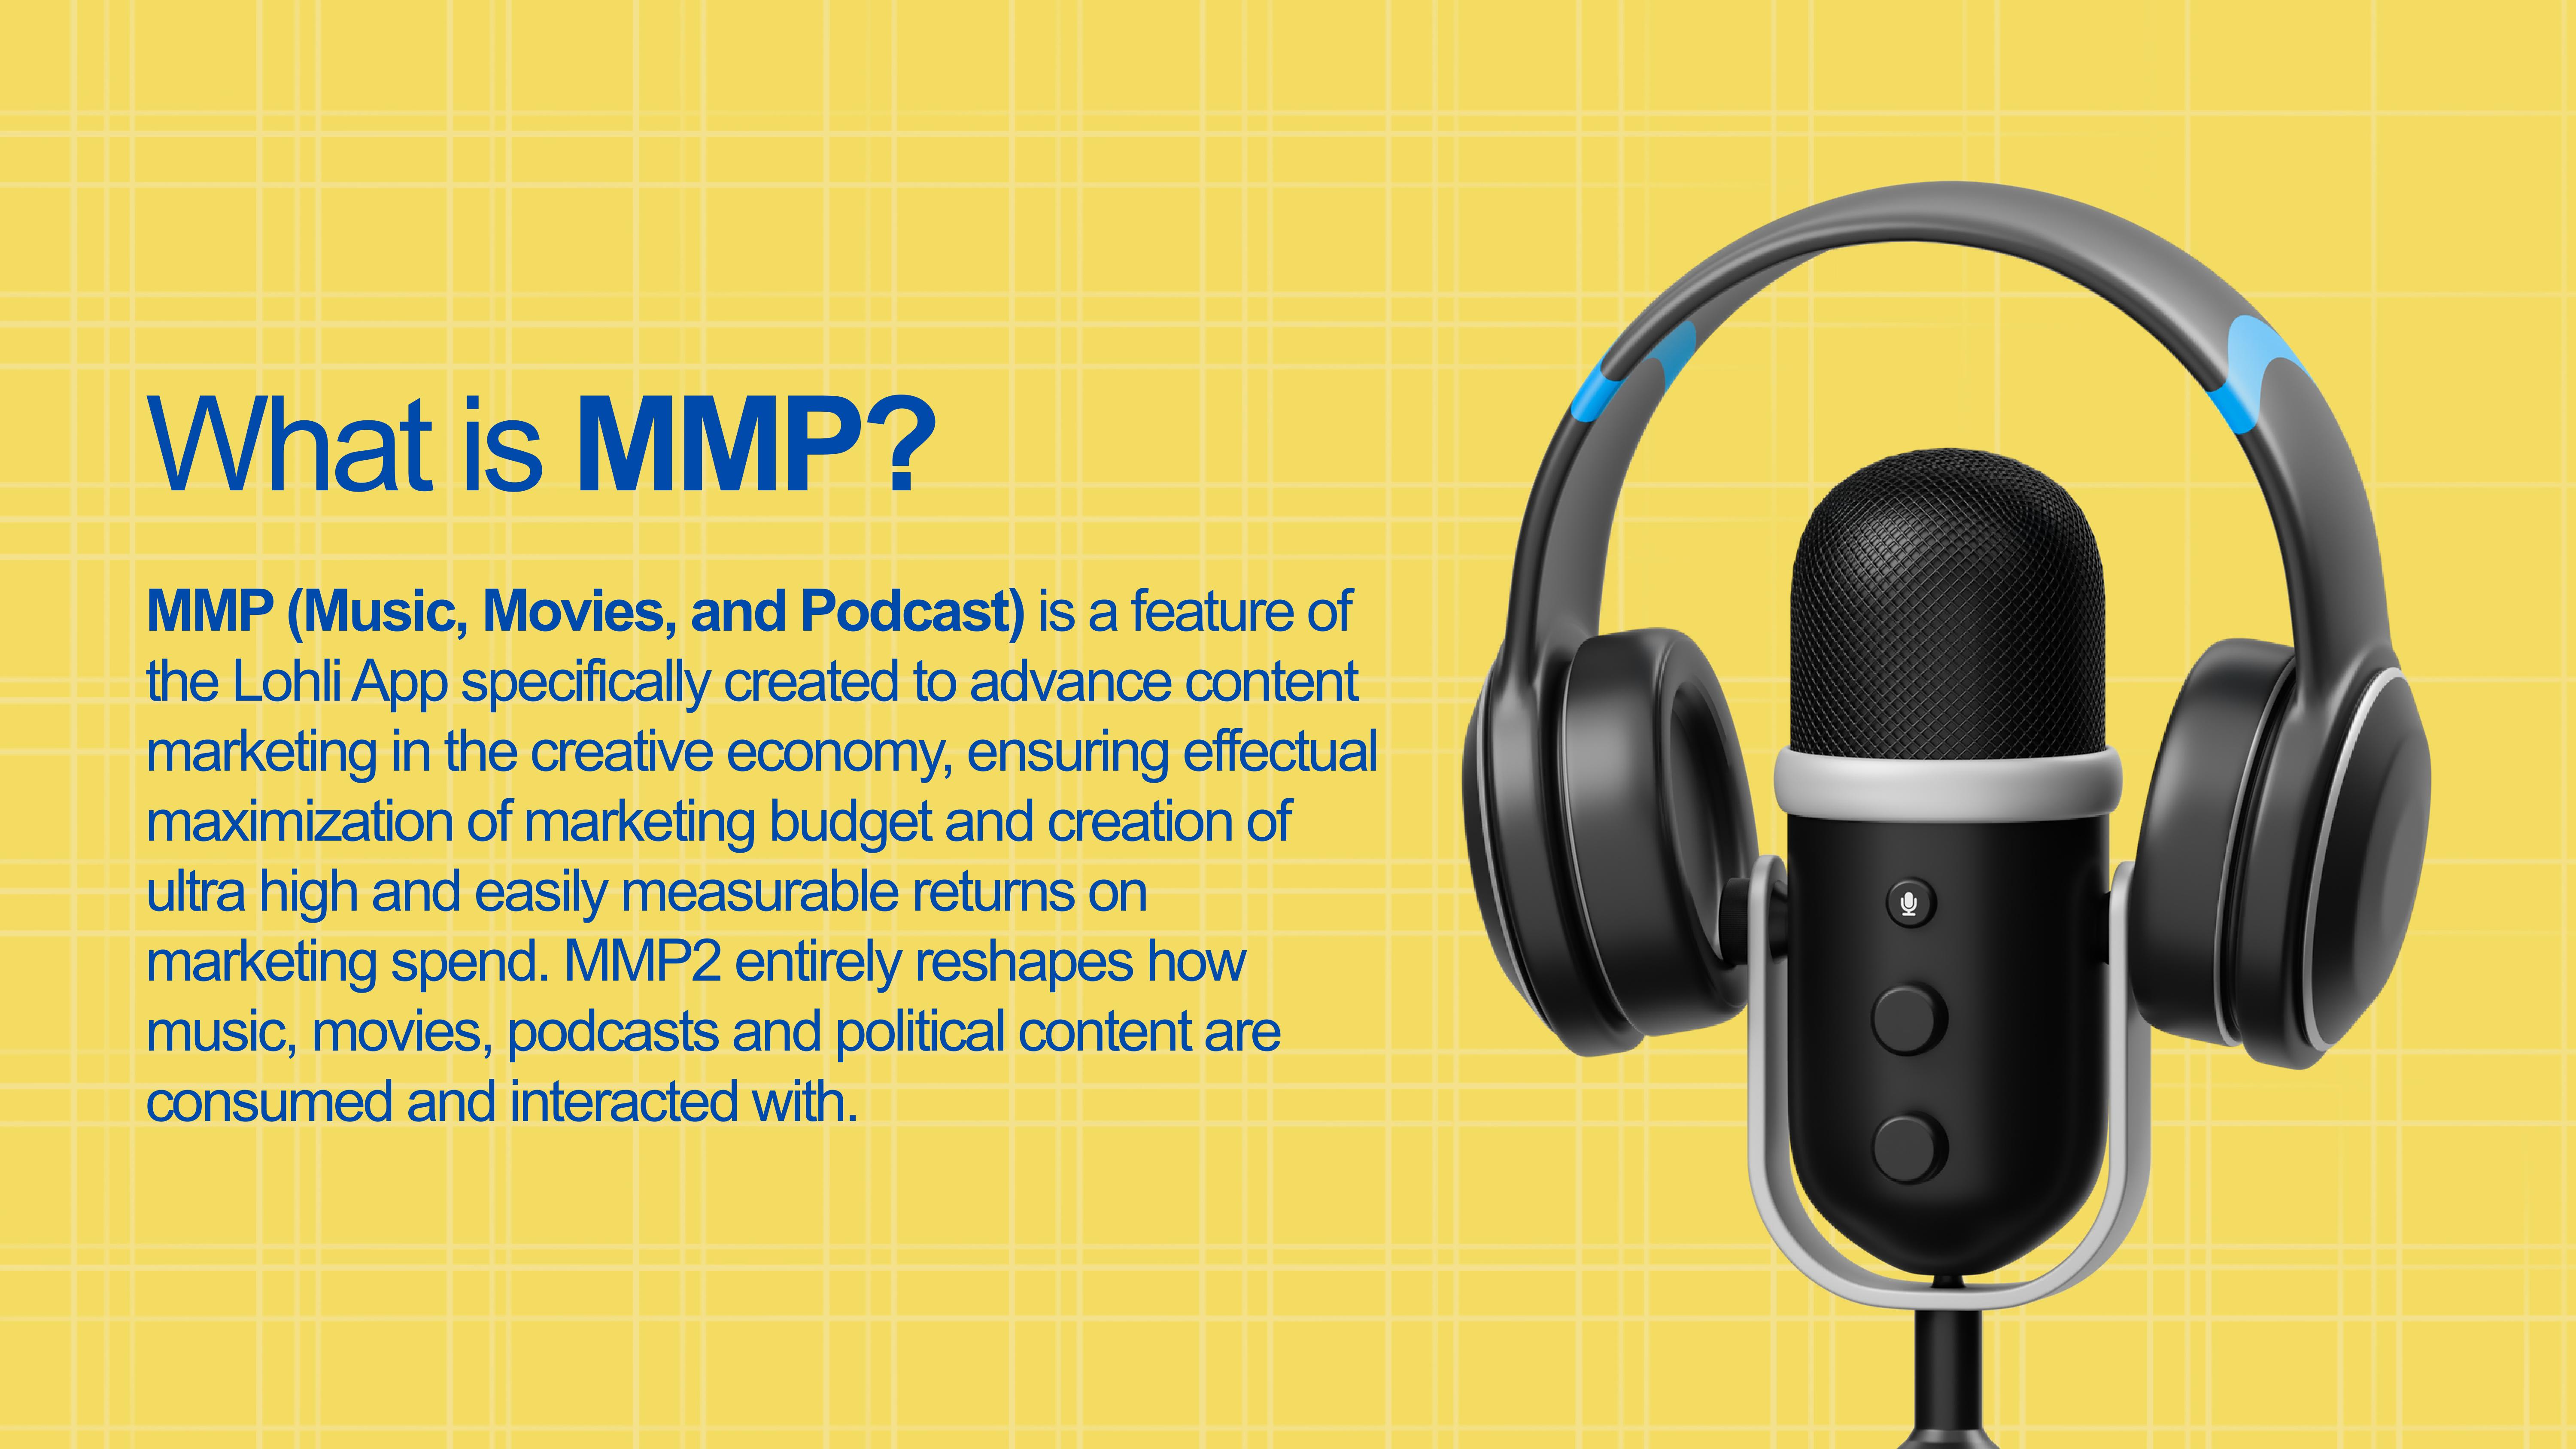 What is MMP?
MMP (Music, Movies, and Podcast) is a feature of
the Lohli App specifically created to advance content
marketing in the creative economy, ensuring effectual
maximization of marketing budget and creation of
ultra high and easily measurable returns on
marketing spend. MMP2 entirely reshapes how
music, movies, podcasts and political content are
consumed and interacted with.